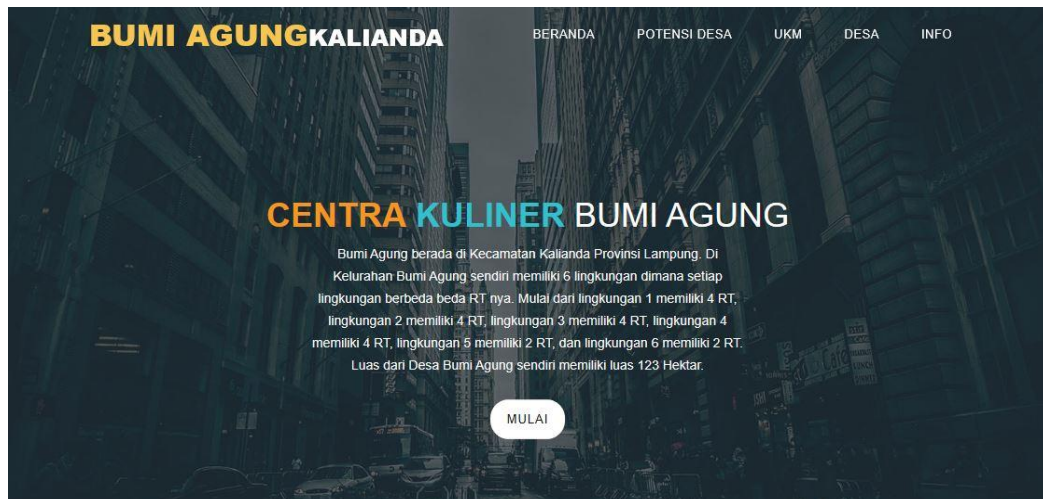 BUMI AGUNGKALIANDA
BERANDA POTENSI DESA UKM DESA INFO
CENTRA KULINER BUMI AGUNG
Bumi Agung berada di Kecamatan Kalianda Provinsi Lampung. Di
Kelurahan Bumi Agung sendiri memiliki 6 lingkungan dimana setiap
lingkungan berbeda beda RT nya. Mulai dari lingkungan 1 memiliki 4 RT,
lingkungan 2 memiliki 4 RT, lingkungan 3 memiliki 4 RT, lingkungan 4
memiliki 4 RT, lingkungan 5 memiliki 2 RT, dan lingkungan 6 memiliki 2 RT.
Luas dari Desa Bumi Agung sendiri memiliki luas 123 Hektar.
MULAI